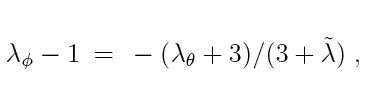 λ_ϕ − 1 = − (λ_θ + 3)/(3 + λ̃) ,